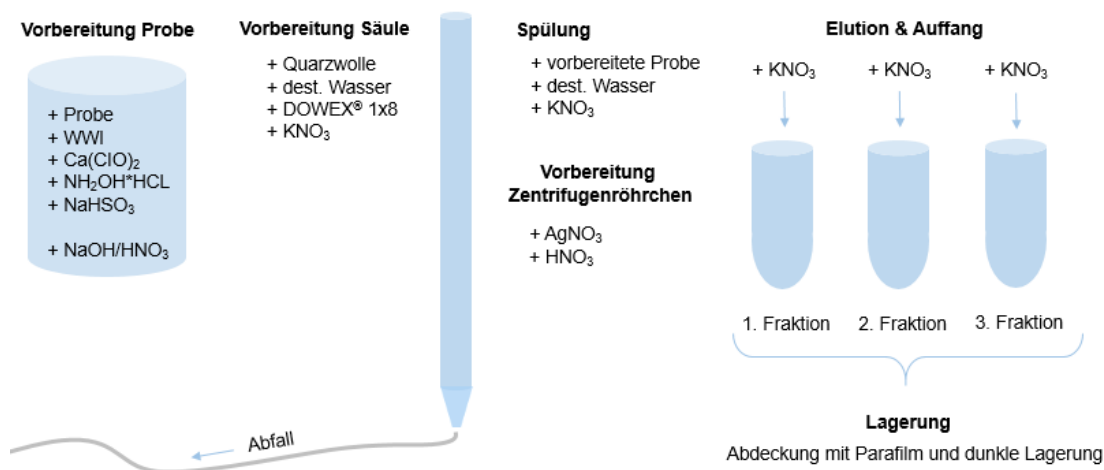 Vorbereitung Probe
+ Probe
+ WWI
+ Ca(ClO)₂
+ NH₂OH*HCL
+ NaHSO₃
+ NaOH/HNO₃
Vorbereitung Säule
+ Quarzwolle
+ dest. Wasser
+ DOWEX® 1x8
+ KNO₃
Abfall
Spülung
+ vorbereitete Probe
+ dest. Wasser
+ KNO₃
Vorbereitung
Zentrifugenröhrchen
+ AgNO₃
+ HNO₃
Elution & Auffang
+ KNO₃ + KNO₃ + KNO₃
1. Fraktion 2. Fraktion 3. Fraktion
Lagerung
Abdeckung mit Parafilm und dunkle Lagerung